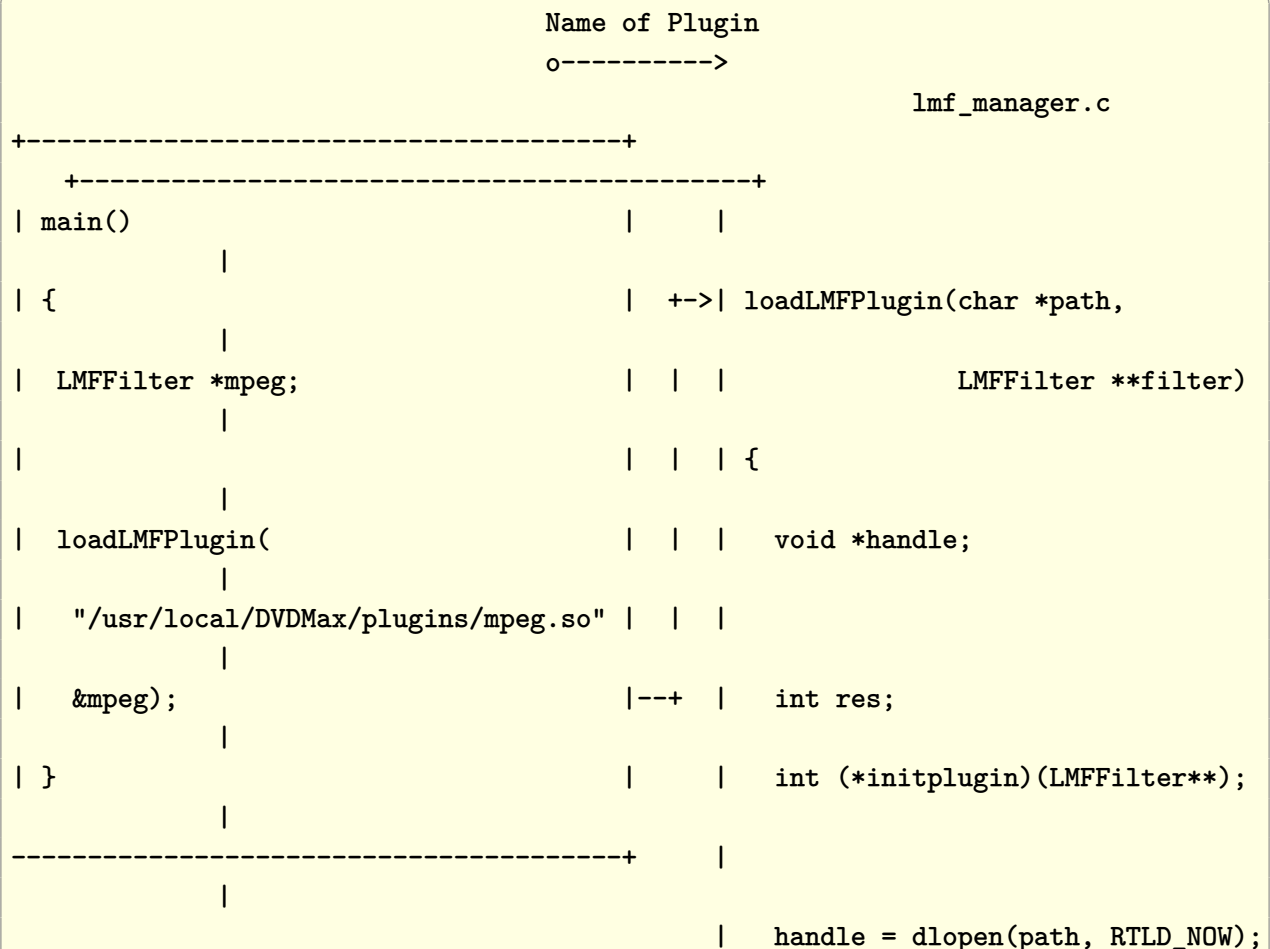 Name of Plugin
o---------->
lmf_manager.c
+---------------------------------------+
+--------------------------------------------+
| main() | |
|
| { | +->| loadLMFPlugin(char *path,
|
| LMFFilter *mpeg; | | | LMFFilter **filter)
|
| | | | {
|
| loadLMFPlugin( | | | void *handle;
|
| "/usr/local/DVDMax/plugins/mpeg.so" | | |
|
| &mpeg); |--+ | int res;
|
| } | | int (*initplugin)(LMFFilter**);
|
----------------------------------------+ |
|
| handle = dlopen(path, RTLD_NOW);